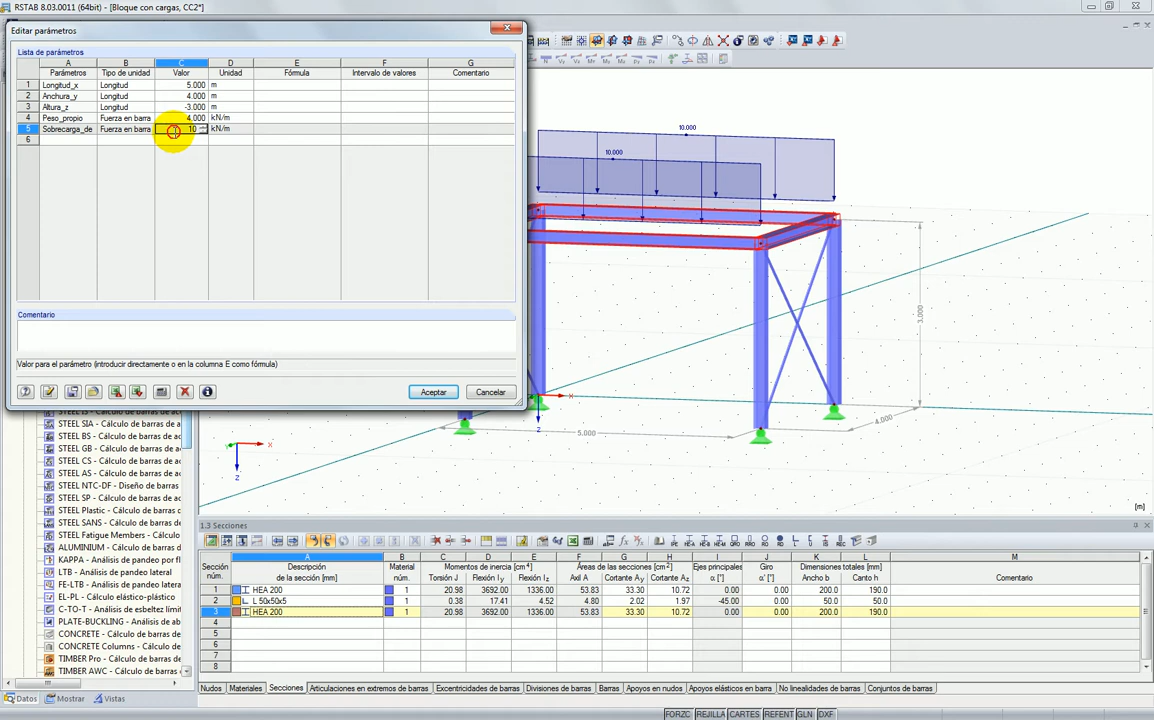 RSTAB 8.03.0011 (64bit) - [Bloque con cargas, CC2*]
Editar parámetros
Lista de parámetros
A B C D E F G
Parámetros Tipo de unidad Valor Unidad Fórmula Intervalo de valores Comentario
1 Longitud_x Longitud 5.000 m
2 Anchura_y Longitud 4.000 m
3 Altura_z Longitud -3.000 m
4 Peso_propio Fuerza en barra 4.000 kN/m
5 Sobrecarga_de Fuerza en barra 10 kN/m
6
Comentario
Valor para el parámetro (introducir directamente o en la columna E como fórmula)
Aceptar Cancelar
10.000
10.000
3.000
5.000
4.000
X
Z
X
Z
[m]
STEEL IS - Cálculo de barras de
STEEL SIA - Cálculo de barras
STEEL BS - Cálculo de barras d
STEEL GB - Cálculo de barras d
STEEL CS - Cálculo de barras d
STEEL AS - Cálculo de barras d
STEEL NTC-DF - Diseño de barras
STEEL SP - Cálculo de barras d
STEEL Plastic - Cálculo de barra
STEEL SANS - Cálculo de barras
STEEL Fatigue Members - Cálcu
ALUMINIUM - Cálculo de barras
KAPPA - Análisis de pandeo por fl
LTB - Análisis de pandeo lateral
FE-LTB - Análisis de pandeo lateral
EL-PL - Cálculo elástico-plástico
C-TO-T - Análisis de esbeltez límit
PLATE-BUCKLING - Análisis de ab
CONCRETE - Cálculo de barras
CONCRETE Columns - Cálculo de
TIMBER Pro - Cálculo de barras de
TIMBER AWC - Cálculo de barras
Datos Mostrar Vistas
1.3 Secciones
A B C D E F G H I J K L M
Sección Descripción Material Momentos de inercia [cm⁴] Áreas de las secciones [cm²] Ejes principales Giro Dimensiones totales [mm]
núm. de la sección [mm] núm. Torsión J Flexión Iy Flexión Iz Axil A Cortante Ay Cortante Az α [°] α' [°] Ancho b Canto h Comentario
1 HEA 200 1 20.98 3692.00 1336.00 53.83 33.30 10.72 0.00 0.00 200.0 190.0
2 L 50x50x5 1 0.38 17.41 4.52 4.80 2.02 1.97 -45.00 0.00 50.0 50.0
3 HEA 200 1 20.98 3692.00 1336.00 53.83 33.30 10.72 0.00 0.00 200.0 190.0
4
5
6
7
8
Nudos Materiales Secciones Articulaciones en extremos de barras Excentricidades de barras Divisiones de barras Barras Apoyos en nudos Apoyos elásticos en barra No linealidades de barra Conjuntos de barras
FORZC REJILLA CARTES REFENT GLN DXF